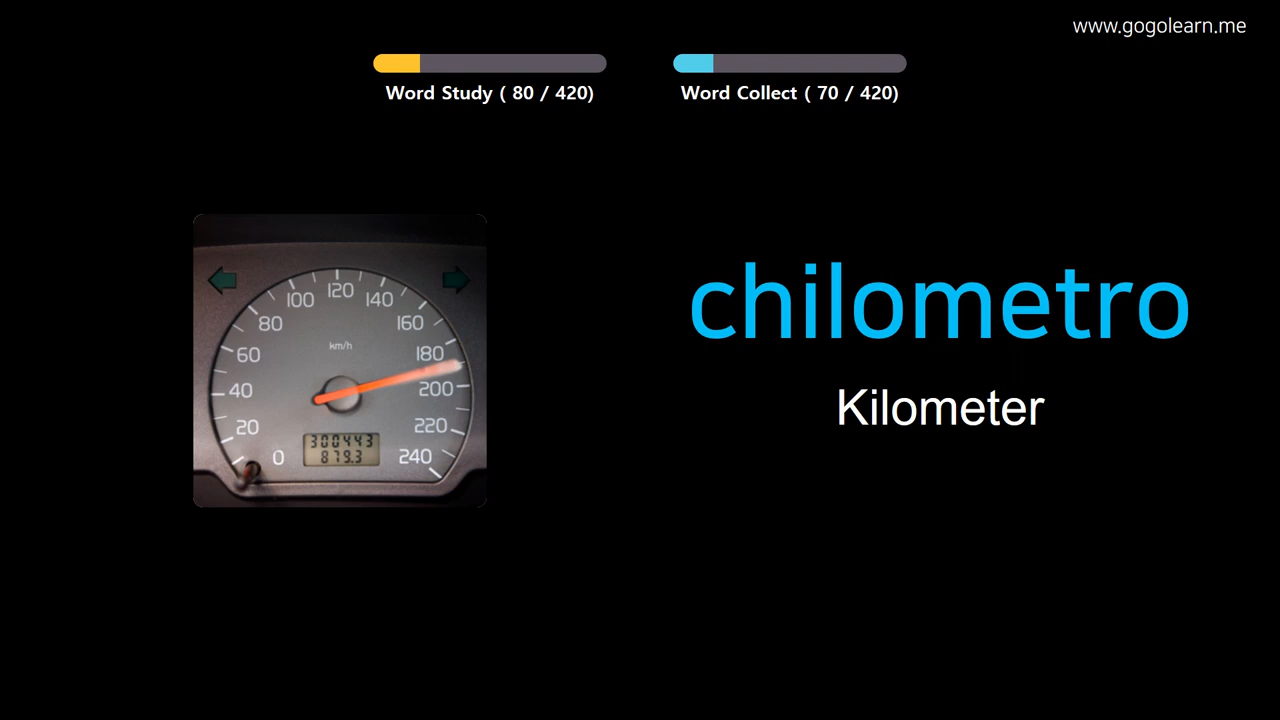 www.gogolearn.me
Word Study ( 80 / 420)
Word Collect ( 70 / 420)
120
100
140
80
160
km/h
60
180
40
200
20
220
300443
0
879.3
240
chilometro
Kilometer